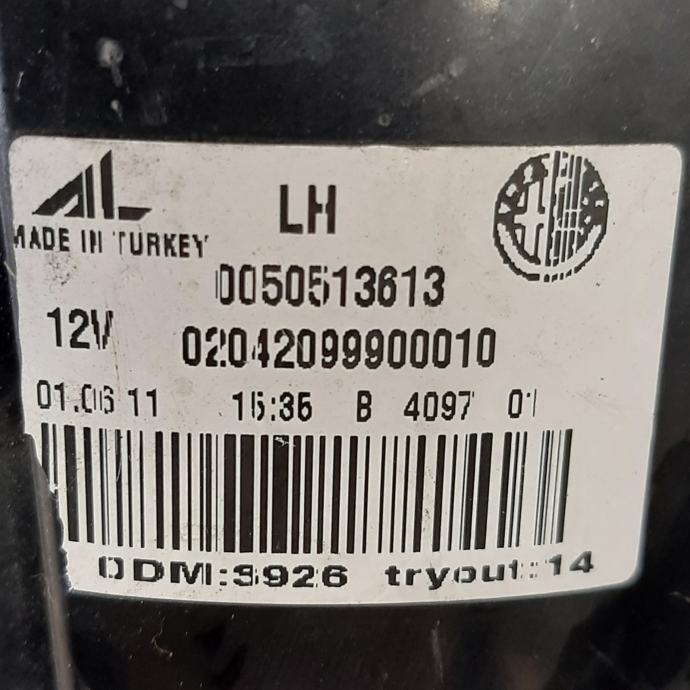 AL
LH
MADE IN TURKEY
0050513613
12V
02042099900010
01.06 11 15:35 B 4097 01
ODM:3926 tryout:14